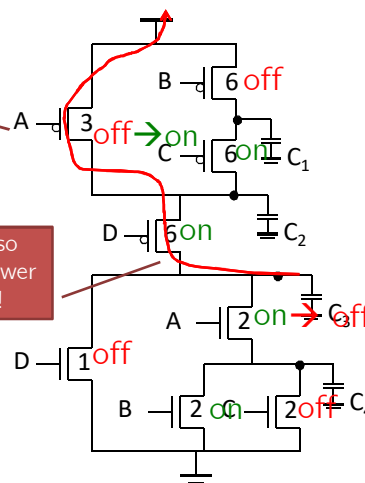 B 6 off
A 3 off → on
C 6 on C1
D 6 on C2
so
wer
!
A 2 on → off C3
D 1 off
B 2 on C 2 off C